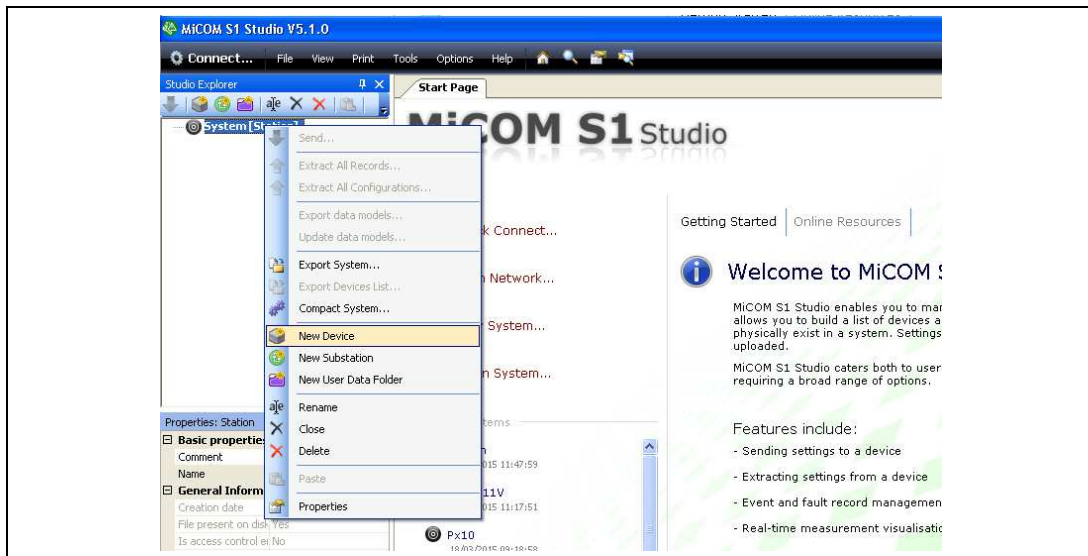 MiCOM S1 Studio V5.1.0
Connect... File View Print Tools Options Help
Studio Explorer
Start Page
System [Station]
MiCOM S1 Studio
Send...
Extract All Records...
Extract All Configurations...
Export data models...
Update data models...
Export System...
Export Devices List...
Compact System...
New Device
New Substation
New User Data Folder
Rename
Close
Delete
Paste
Properties
k Connect...
Network...
System...
n System...
Getting Started Online Resources
Welcome to MiCOM S
MiCOM S1 Studio enables you to mar
allows you to build a list of devices a
physically exist in a system. Settings
uploaded.
MiCOM S1 Studio caters both to user
requiring a broad range of options.
Features include:
- Sending settings to a device
- Extracting settings from a device
- Event and fault record managemen
- Real-time measurement visualisatio
Properties: Station
Basic properties
Comment
Name
General Inform
Creation date
File present on disk Yes
Is access control en No
tems
015 11:47:59
11V
015 11:17:51
Px10
18/03/2015 09:18:58